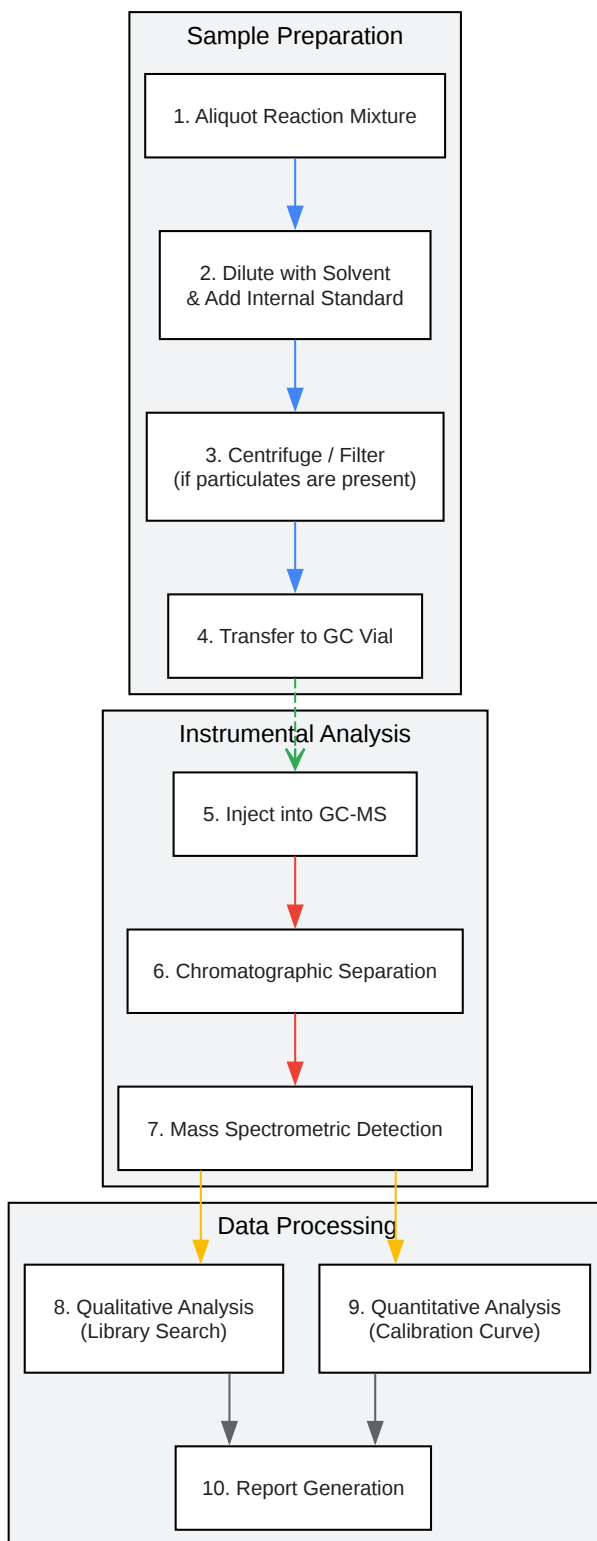 Sample Preparation
1. Aliquot Reaction Mixture
2. Dilute with Solvent
& Add Internal Standard
3. Centrifuge / Filter
(if particulates are present)
4. Transfer to GC Vial
Instrumental Analysis
5. Inject into GC-MS
6. Chromatographic Separation
7. Mass Spectrometric Detection
Data Processing
8. Qualitative Analysis
(Library Search)
9. Quantitative Analysis
(Calibration Curve)
10. Report Generation